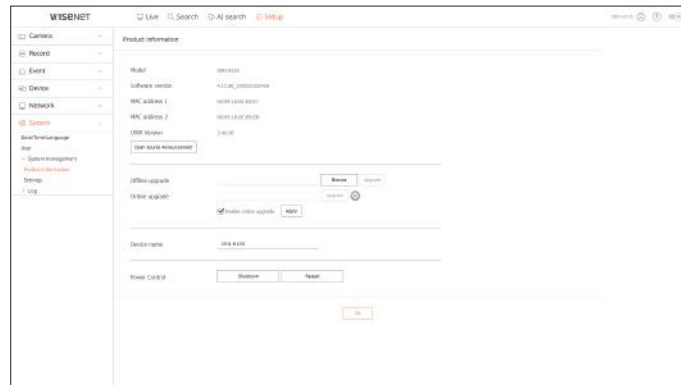 WISENET
Live Search AI search Setup
Camera
Record
Event
Device
Network
System
Date/Time/Language
User
System management
Product information
Settings
Log
Product information
Model
Software version
MAC address 1
MAC address 2
UWA Version
Open Source Announcement
Offline upgrade Browse Upgrade
Online upgrade Upgrade
Enable online upgrade Apply
Device name
Power Control Shutdown Restart